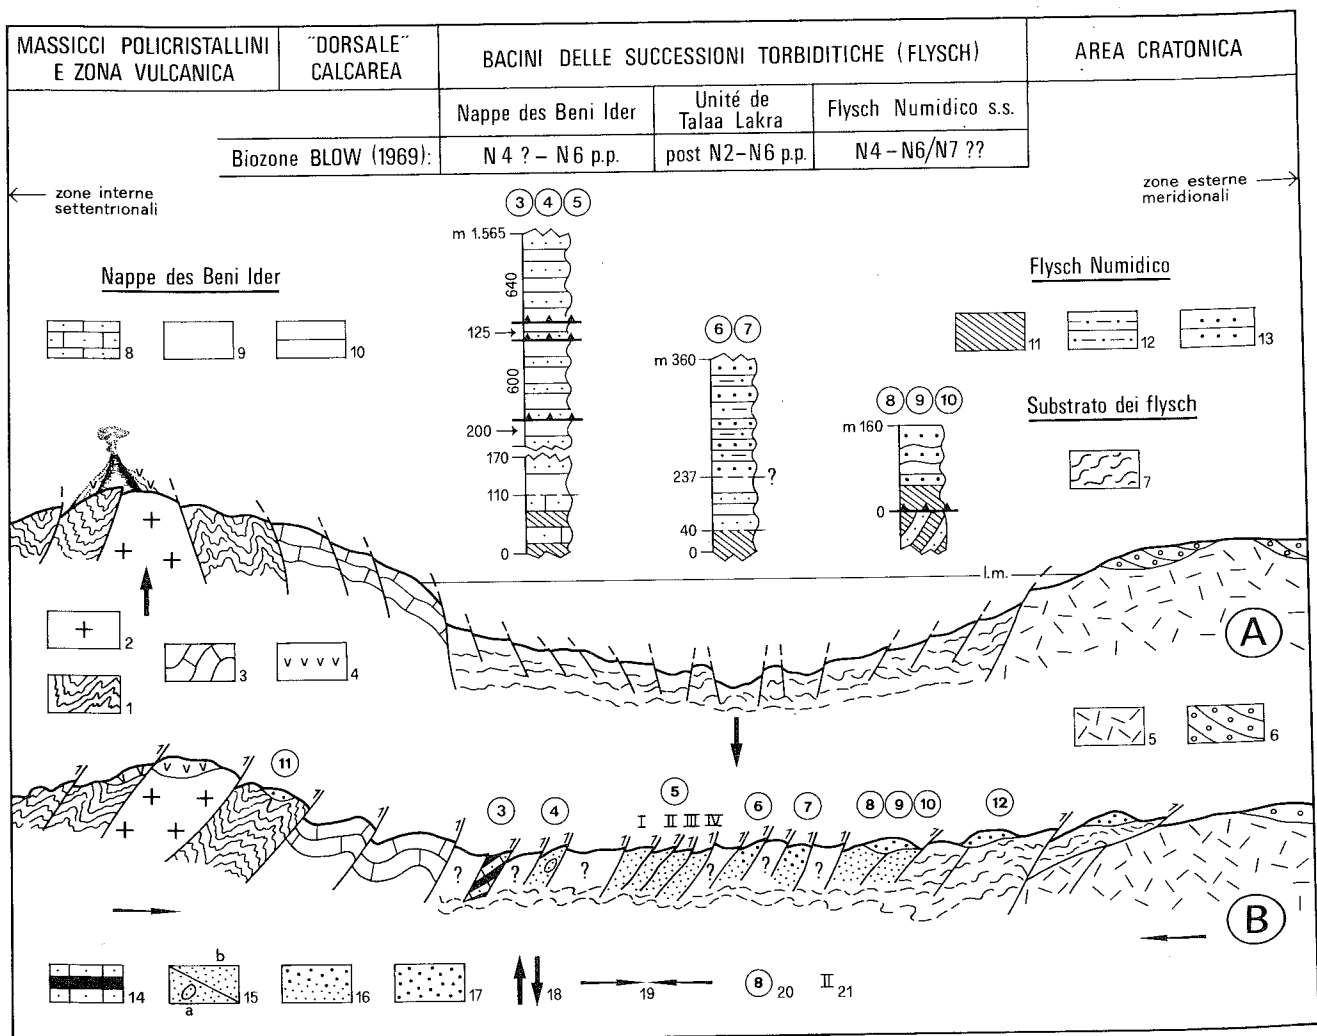 MASSICCI POLICRISTALLINI
E ZONA VULCANICA
"DORSALE"
CALCAREA
BACINI DELLE SUCCESSIONI TORBIDITICHE (FLYSCH)
AREA CRATONICA
Nappe des Beni Ider
Unité de
Talaa Lakra
Flysch Numidico s.s.
Biozone BLOW (1969):
N4 ? – N6 p.p.
post N2–N6 p.p.
N4–N6/N7 ??
← zone interne
settentrionali
zone esterne →
meridionali
3 4 5
m 1.565
640
125
600
200
170
110
0
6 7
m 360
237
?
40
0
8 9 10
m 160
0
Nappe des Beni Ider
8
9
10
Flysch Numidico
11
12
13
Substrato dei flysch
7
l.m.
A
2
3
4
1
5
6
11
3
4
5
I II III IV
6
7
8 9 10
12
? ? ? ? ? ?
B
14
b
a
15
16
17
18
19
8 20
II 21